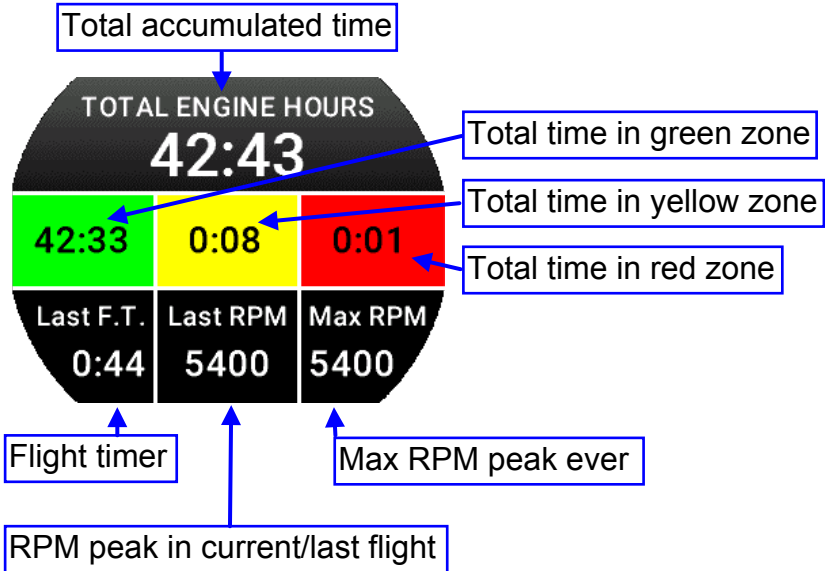 Total accumulated time
TOTAL ENGINE HOURS
42:43
Total time in green zone
Total time in yellow zone
42:33 0:08 0:01
Total time in red zone
Last F.T. Last RPM Max RPM
0:44 5400 5400
Flight timer
Max RPM peak ever
RPM peak in current/last flight